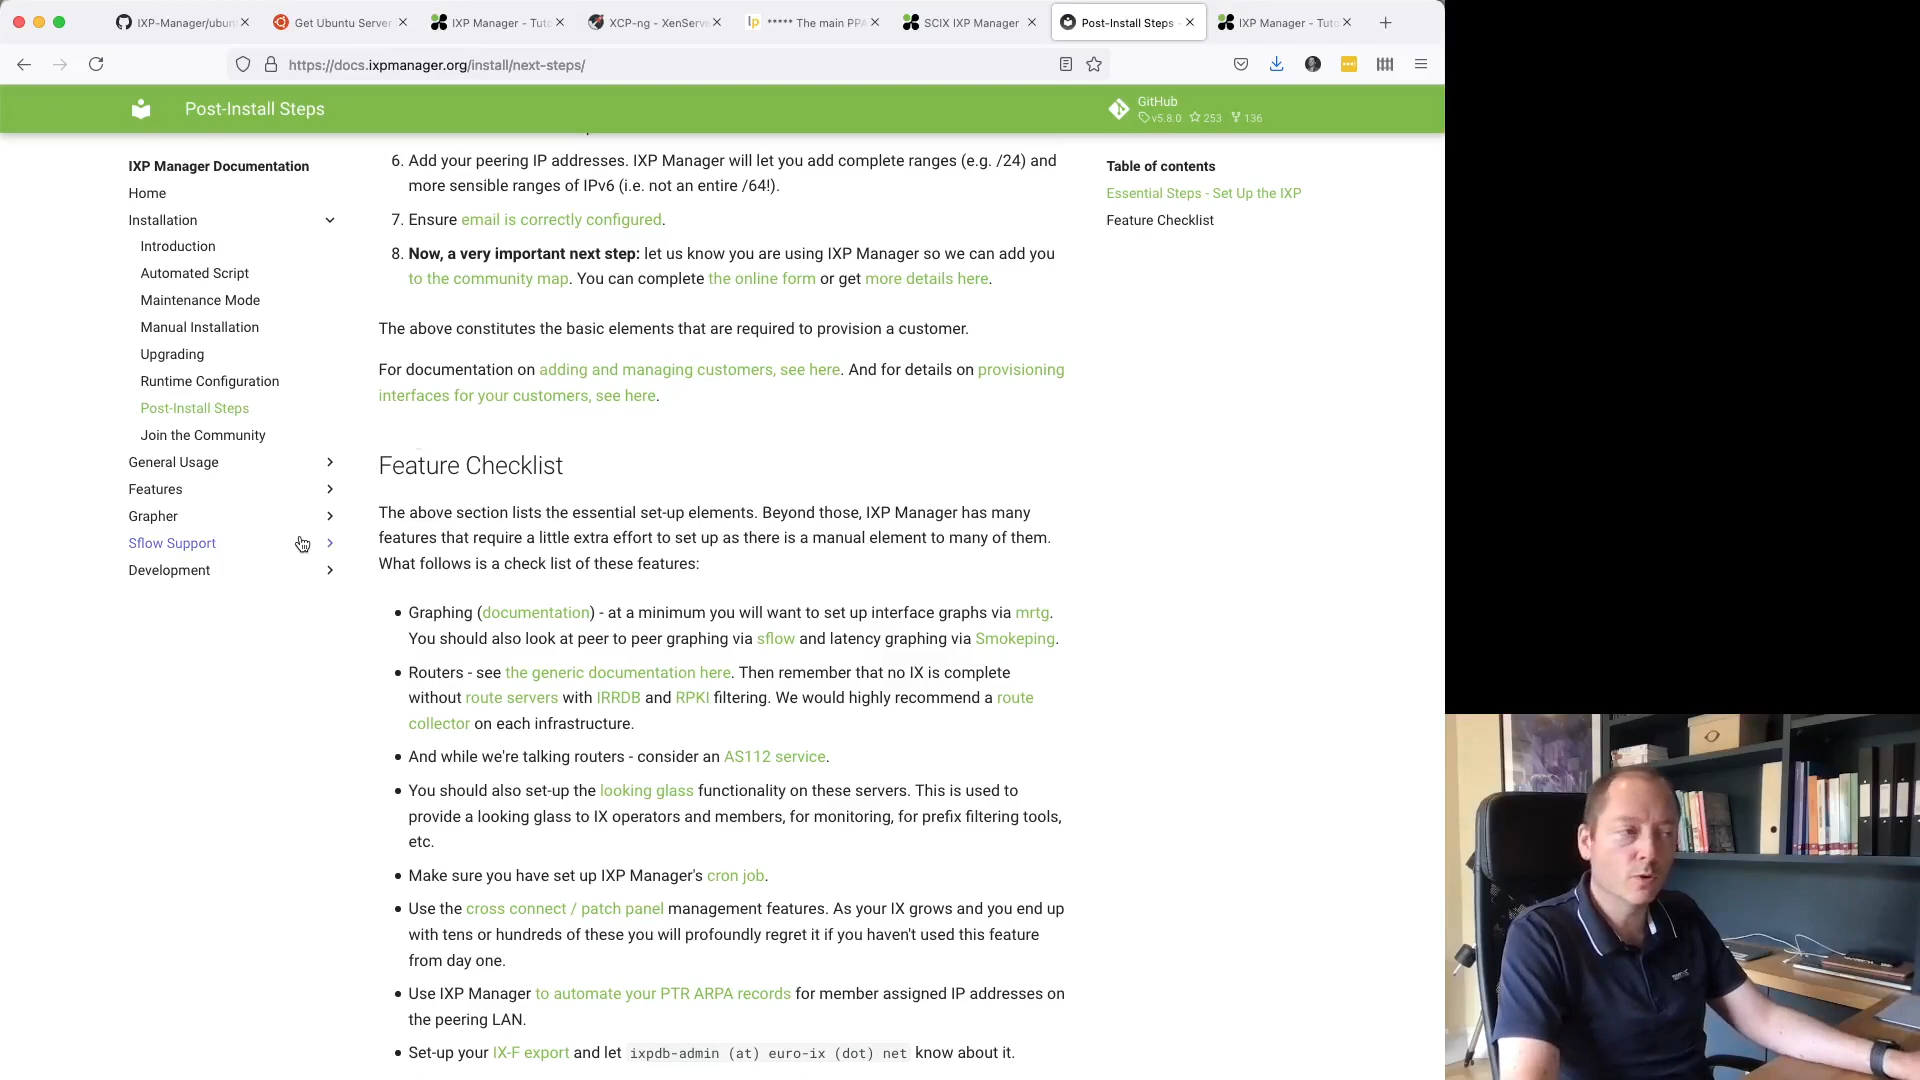 IXP-Manager/ubun
Get Ubuntu Server
IXP Manager - Tuto
XCP-ng - XenServe
lp
***** The main PPA
SCIX IXP Manager
Post-Install Steps -
IXP Manager - Tuto
https://docs.ixpmanager.org/install/next-steps/
Post-Install Steps
GitHub
v5.8.0
253
136
IXP Manager Documentation
Home
Installation
Introduction
Automated Script
Maintenance Mode
Manual Installation
Upgrading
Runtime Configuration
Post-Install Steps
Join the Community
General Usage
Features
Grapher
Sflow Support
Development
6. Add your peering IP addresses. IXP Manager will let you add complete ranges (e.g. /24) and
more sensible ranges of IPv6 (i.e. not an entire /64!).
7. Ensure email is correctly configured.
8. Now, a very important next step: let us know you are using IXP Manager so we can add you
to the community map. You can complete the online form or get more details here.
The above constitutes the basic elements that are required to provision a customer.
For documentation on adding and managing customers, see here. And for details on provisioning
interfaces for your customers, see here.
Feature Checklist
The above section lists the essential set-up elements. Beyond those, IXP Manager has many
features that require a little extra effort to set up as there is a manual element to many of them.
What follows is a check list of these features:
• Graphing (documentation) - at a minimum you will want to set up interface graphs via mrtg.
You should also look at peer to peer graphing via sflow and latency graphing via Smokeping.
• Routers - see the generic documentation here. Then remember that no IX is complete
without route servers with IRRDB and RPKI filtering. We would highly recommend a route
collector on each infrastructure.
• And while we're talking routers - consider an AS112 service.
• You should also set-up the looking glass functionality on these servers. This is used to
provide a looking glass to IX operators and members, for monitoring, for prefix filtering tools,
etc.
• Make sure you have set up IXP Manager's cron job.
• Use the cross connect / patch panel management features. As your IX grows and you end up
with tens or hundreds of these you will profoundly regret it if you haven't used this feature
from day one.
• Use IXP Manager to automate your PTR ARPA records for member assigned IP addresses on
the peering LAN.
• Set-up your IX-F export and let ixpdb-admin (at) euro-ix (dot) net know about it.
Table of contents
Essential Steps - Set Up the IXP
Feature Checklist